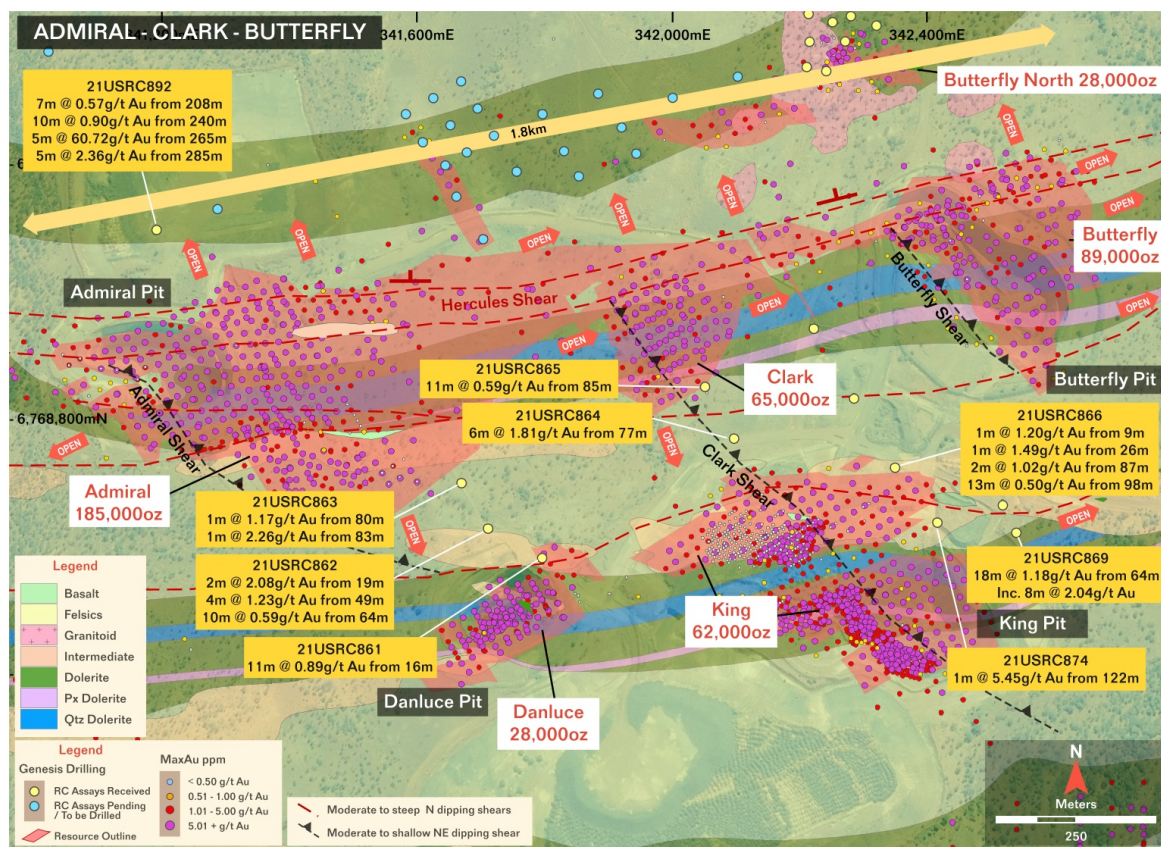 ADMIRAL - CLARK - BUTTERFLY
341,600mE
342,000mE
342,400mE
21USRC892
7m @ 0.57g/t Au from 208m
10m @ 0.90g/t Au from 240m
5m @ 60.72g/t Au from 265m
5m @ 2.36g/t Au from 285m
Butterfly North 28,000oz
1.8km
OPEN
OPEN
OPEN
OPEN
OPEN
OPEN
OPEN
OPEN
Butterfly
89,000oz
Admiral Pit
Hercules Shear
Butterfly Shear
OPEN
OPEN
OPEN
21USRC865
11m @ 0.59g/t Au from 85m
Clark
65,000oz
Butterfly Pit
Admiral Shear
21USRC864
6m @ 1.81g/t Au from 77m
21USRC866
1m @ 1.20g/t Au from 9m
1m @ 1.49g/t Au from 26m
2m @ 1.02g/t Au from 87m
13m @ 0.50g/t Au from 98m
6,768,800mN
OPEN
OPEN
Clark Shear
Admiral
185,000oz
21USRC863
1m @ 1.17g/t Au from 80m
1m @ 2.26g/t Au from 83m
OPEN
OPEN
21USRC862
2m @ 2.08g/t Au from 19m
4m @ 1.23g/t Au from 49m
10m @ 0.59g/t Au from 64m
21USRC869
18m @ 1.18g/t Au from 64m
Inc. 8m @ 2.04g/t Au
King
62,000oz
King Pit
21USRC861
11m @ 0.89g/t Au from 16m
21USRC874
1m @ 5.45g/t Au from 122m
Danluce Pit
Danluce
28,000oz
Legend
Basalt
Felsics
Granitoid
Intermediate
Dolerite
Px Dolerite
Qtz Dolerite
Legend
Genesis Drilling
RC Assays Received
RC Assays Pending
/ To be Drilled
Resource Outline
MaxAu ppm
< 0.50 g/t Au
0.51 - 1.00 g/t Au
1.01 - 5.00 g/t Au
5.01 + g/t Au
Moderate to steep N dipping shears
Moderate to shallow NE dipping shear
N
Meters
250